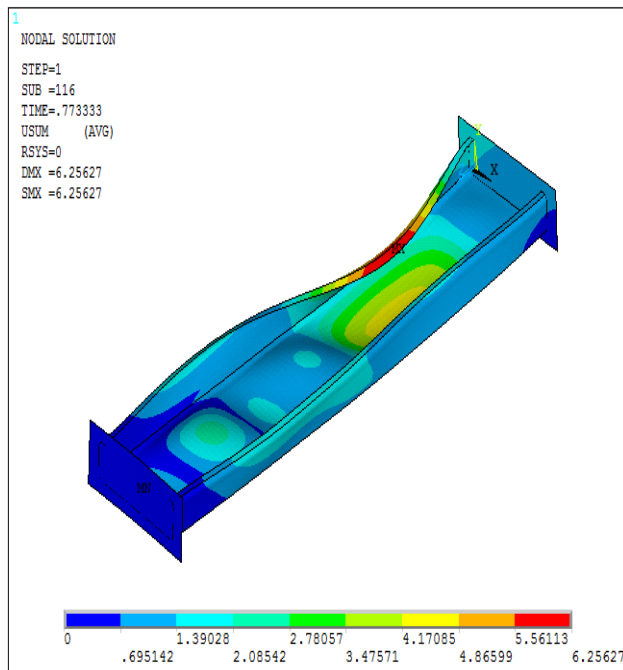 1
NODAL SOLUTION
STEP=1
SUB =116
TIME=.773333
USUM (AVG)
RSYS=0
DMX =6.25627
SMX =6.25627
Y
X
MX
MN
0 1.39028 2.78057 4.17085 5.56113
.695142 2.08542 3.47571 4.86599 6.25627